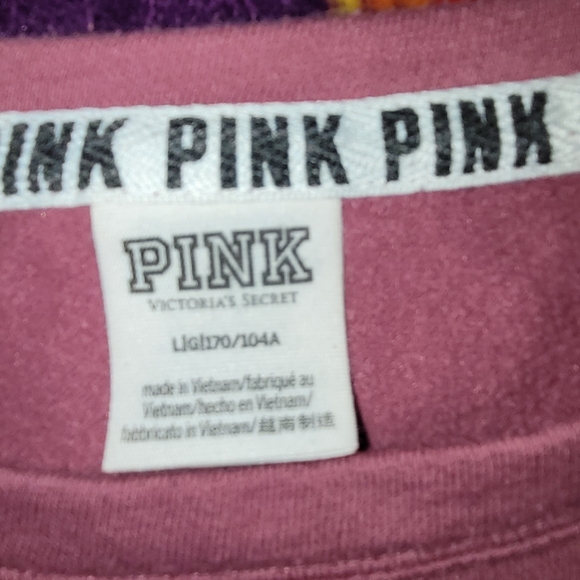 INK PINK PINK
PINK
VICTORIA'S SECRET
L|G|170/104A
made in Vietnam/fabriqué au
Vietnam/hecho en Vietnam/
fabbricato in Vietnam/越南制造